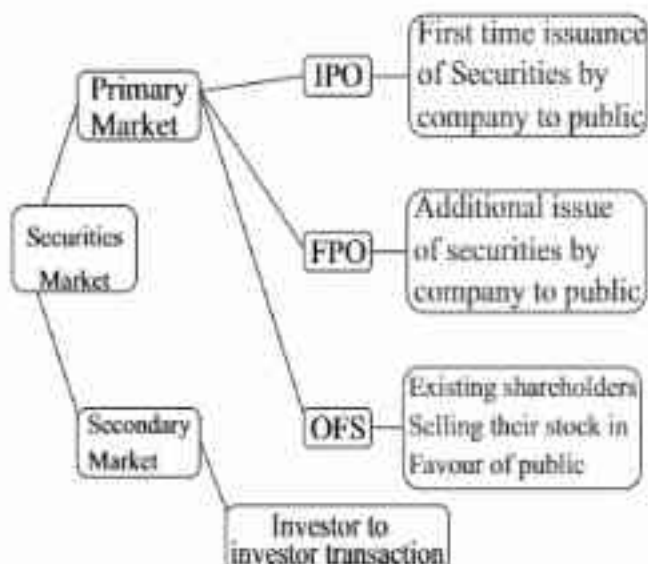 Primary
Market
IPO
First time issuance
of Securities by
company to public
Securities
Market
FPO
Additional issue
of securities by
company to public
OFS
Existing shareholders
Selling their stock in
Favour of public
Secondary
Market
Investor to
investor transaction